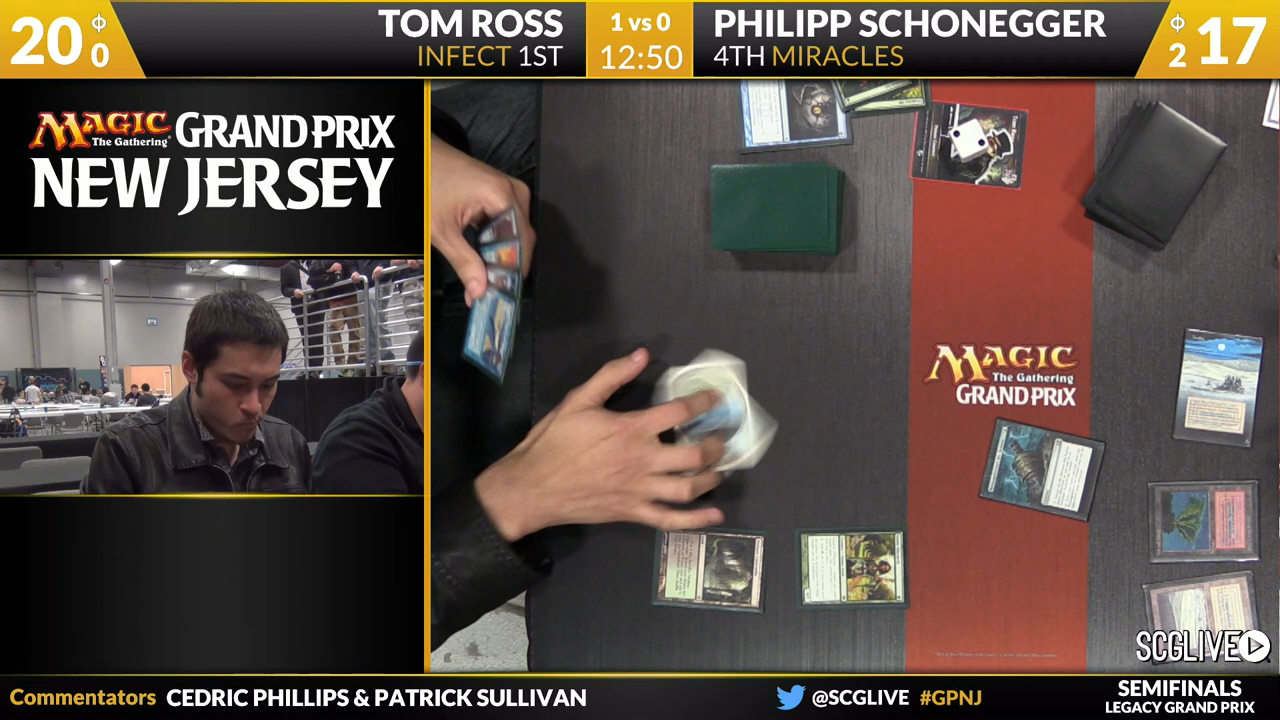 20 ϕ 0
TOM ROSS
INFECT 1ST
1 vs 0
12:50
PHILIPP SCHONEGGER
4TH MIRACLES
ϕ 2 17
MAGIC The Gathering® GRAND PRIX
NEW JERSEY
MAGIC
The Gathering
GRAND PRIX
SCGLIVE
Commentators CEDRIC PHILLIPS & PATRICK SULLIVAN
@SCGLIVE #GPNJ
SEMIFINALS
LEGACY GRAND PRIX